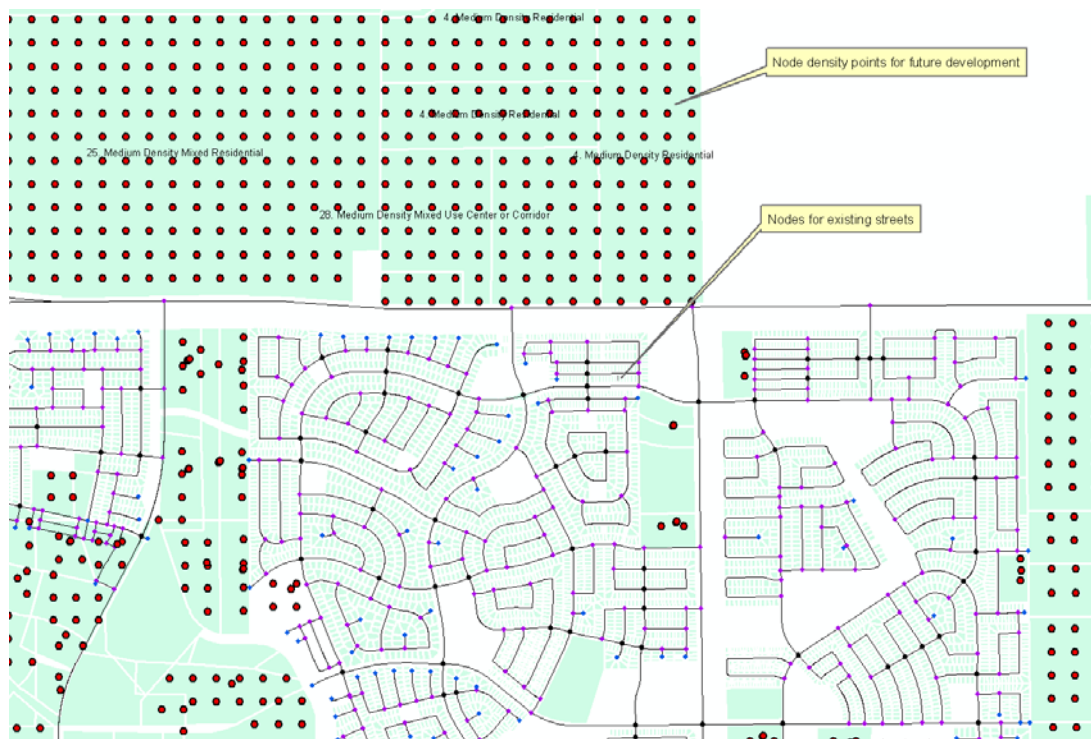 4. Medium Density Residential
Node density points for future development
4. Medium Density Residential
25. Medium Density Mixed Residential
4. Medium Density Residential
28. Medium Density Mixed Use Center or Corridor
Nodes for existing streets